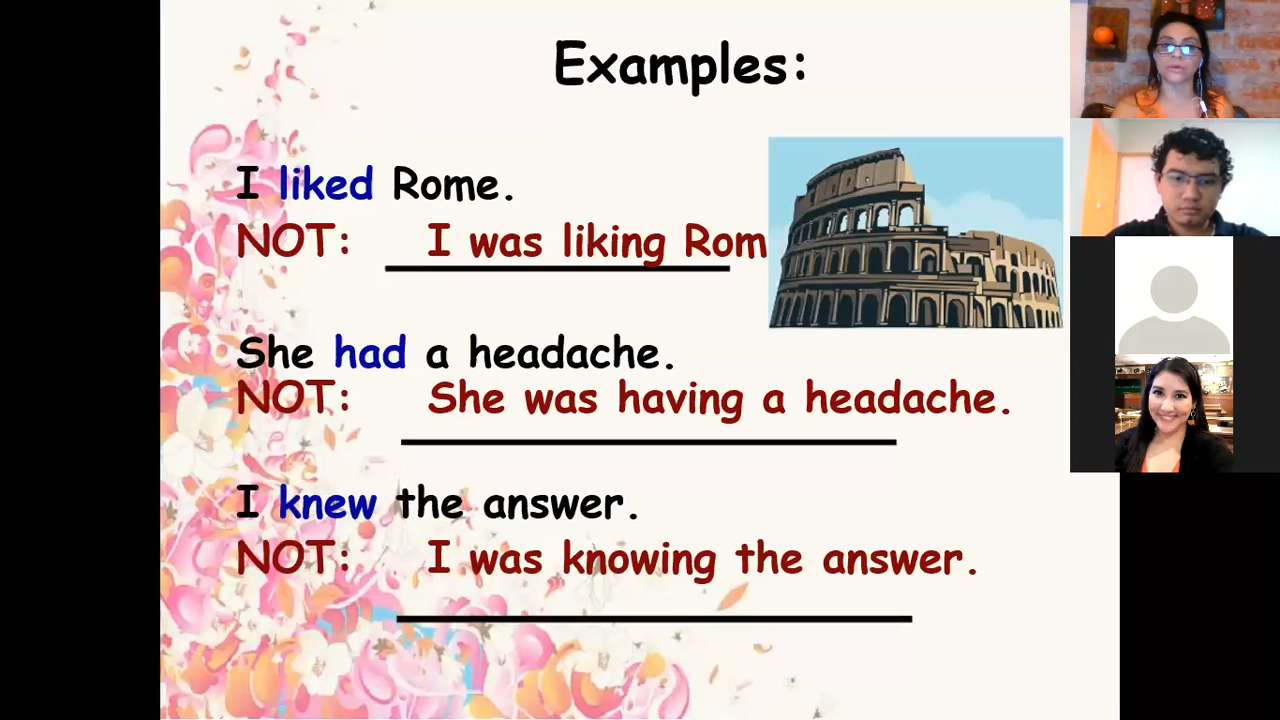 Examples:
I liked Rome.
NOT: I was liking Rom
She had a headache.
NOT: She was having a headache.
I knew the answer.
NOT: I was knowing the answer.